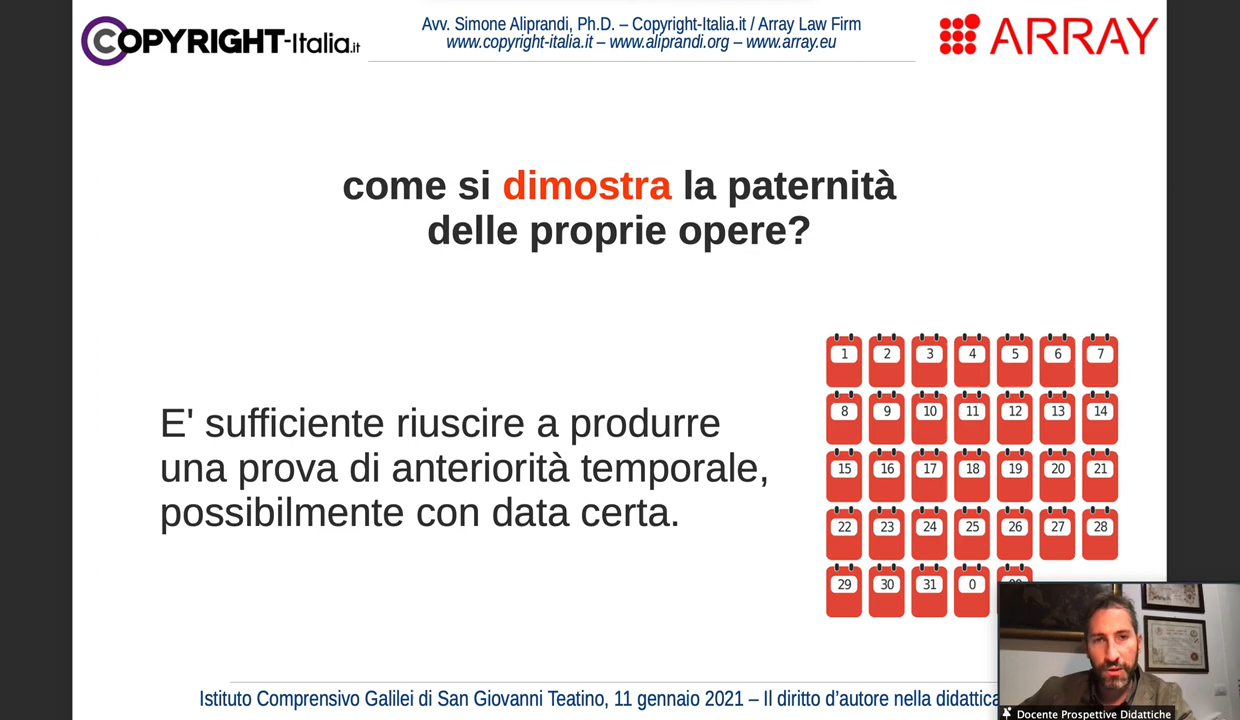 COPYRIGHT-Italia.it
Avv. Simone Aliprandi, Ph.D. – Copyright-Italia.it / Array Law Firm
www.copyright-italia.it – www.aliprandi.org – www.array.eu
ARRAY
come si dimostra la paternità
delle proprie opere?
E' sufficiente riuscire a produrre
una prova di anteriorità temporale,
possibilmente con data certa.
1 2 3 4 5 6 7
8 9 10 11 12 13 14
15 16 17 18 19 20 21
22 23 24 25 26 27 28
29 30 31 0
Istituto Comprensivo Galilei di San Giovanni Teatino, 11 gennaio 2021 – Il diritto d'autore nella didattica
Docente Prospettive Didattiche